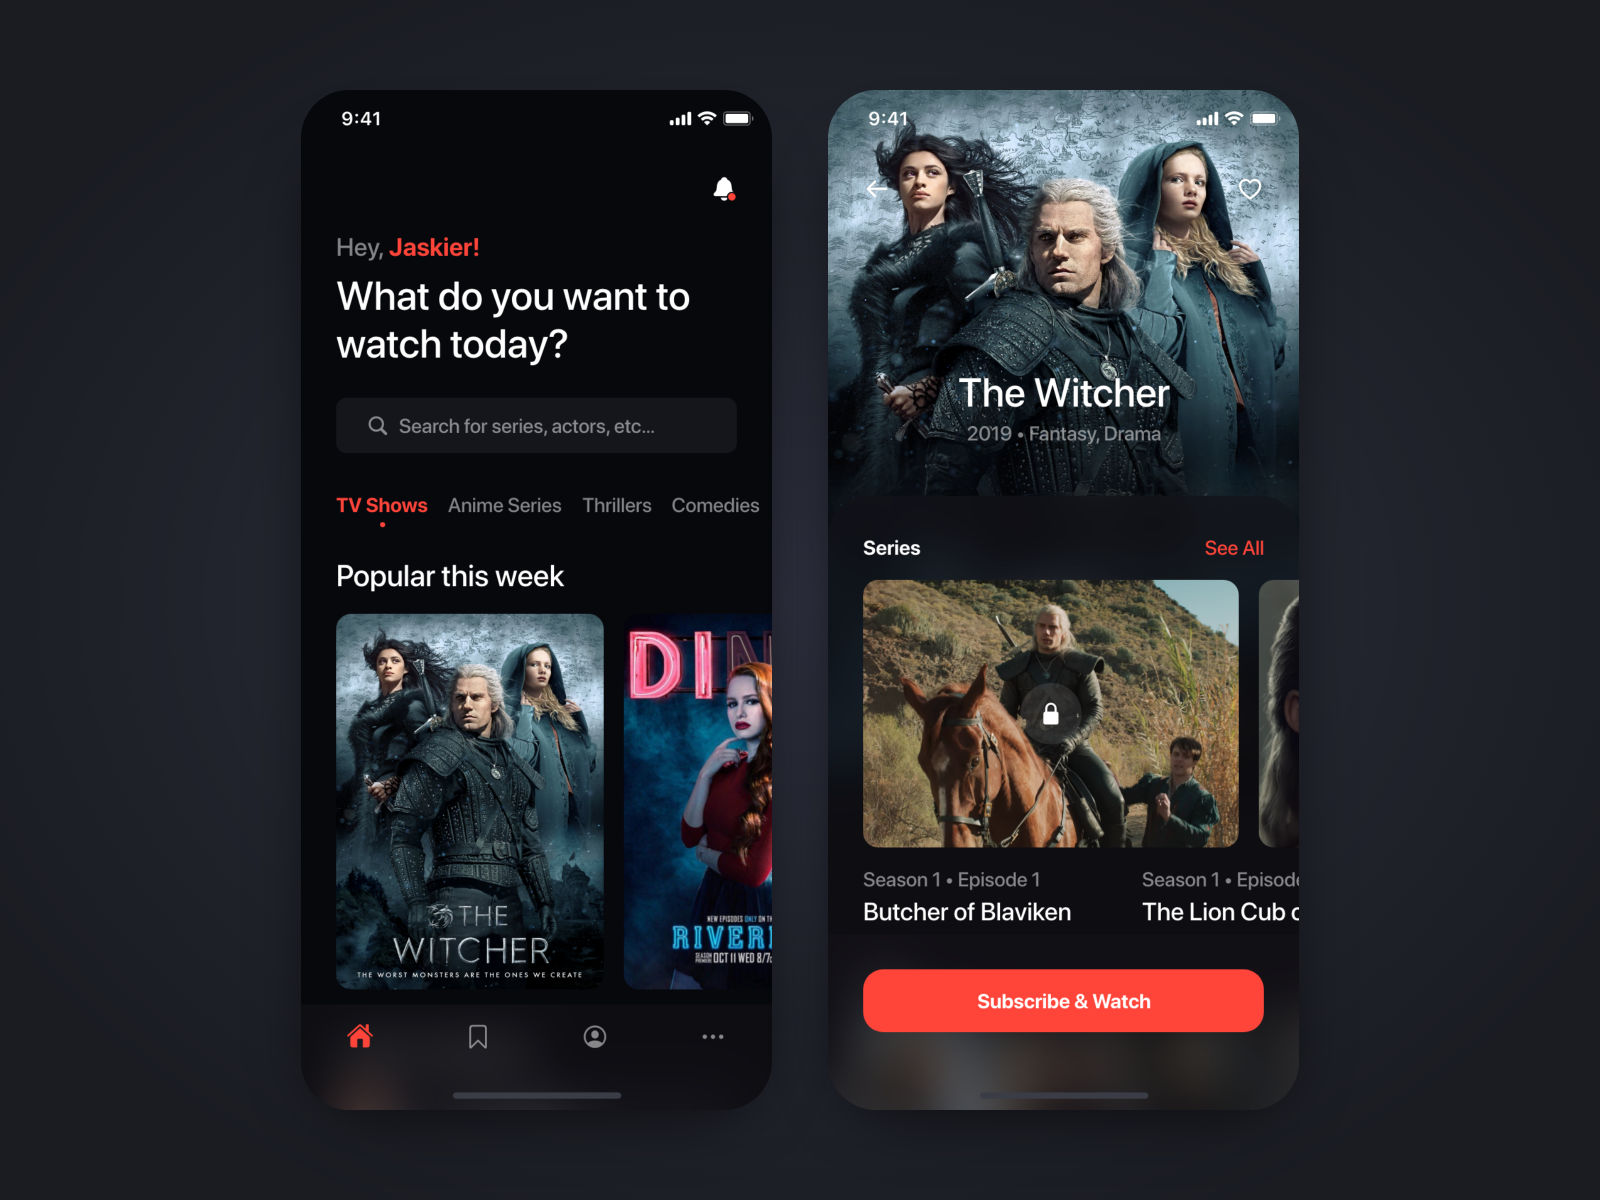 9:41
Hey, Jaskier!
What do you want to
watch today?
Search for series, actors, etc...
TV Shows Anime Series Thrillers Comedies
Popular this week
THE
WITCHER
THE WORST MONSTERS ARE THE ONES WE CREATE
DIN
NEW EPISODES ONLY ON TH
RIVER
SEASON PREMIERE OCT 11 WED 8/7c
9:41
The Witcher
2019 • Fantasy, Drama
Series See All
Season 1 • Episode 1
Butcher of Blaviken
Season 1 • Episode
The Lion Cub
Subscribe & Watch